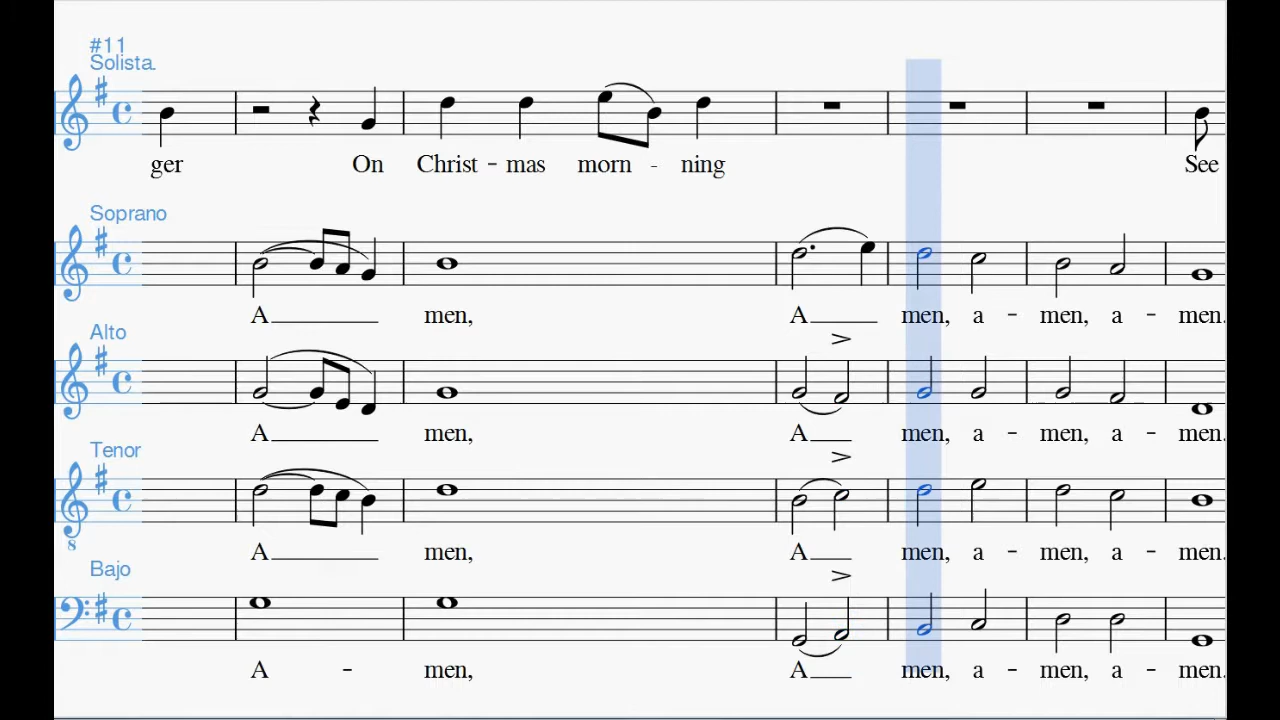 #11
Solista
ger On Christ - mas morn - ning See
Soprano
A men, A men, a - men, a - men.
Alto
A men, A men, a - men, a - men.
Tenor
8
A men, A men, a - men, a - men.
Bajo
A - men, A men, a - men, a - men.